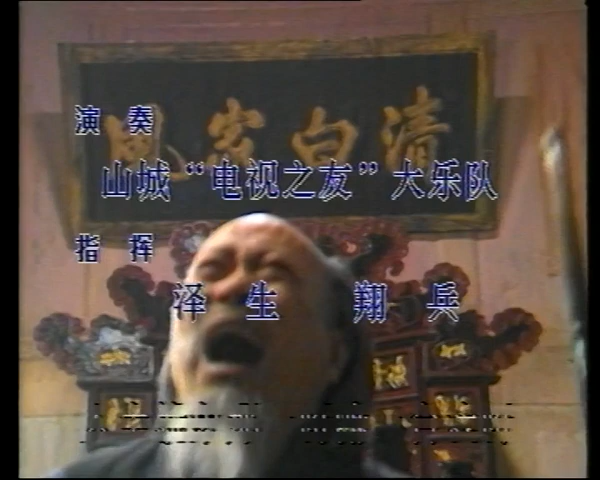 清白家風
演奏
山城“电视之友”大乐队
指挥
泽生 翔兵